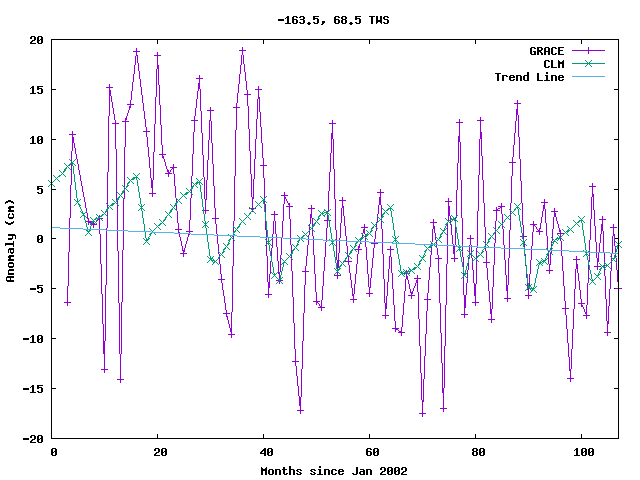 -163.5, 68.5 TWS
GRACE
CLM
Trend Line
20
15
10
5
0
-5
-10
-15
-20
Anomaly (cm)
0 20 40 60 80 100
Months since Jan 2002